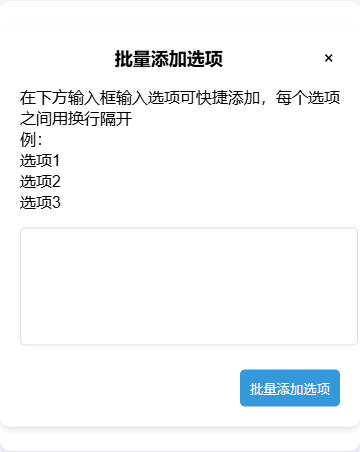 批量添加选项
×
在下方输入框输入选项可快捷添加，每个选项
之间用换行隔开
例：
选项1
选项2
选项3
批量添加选项